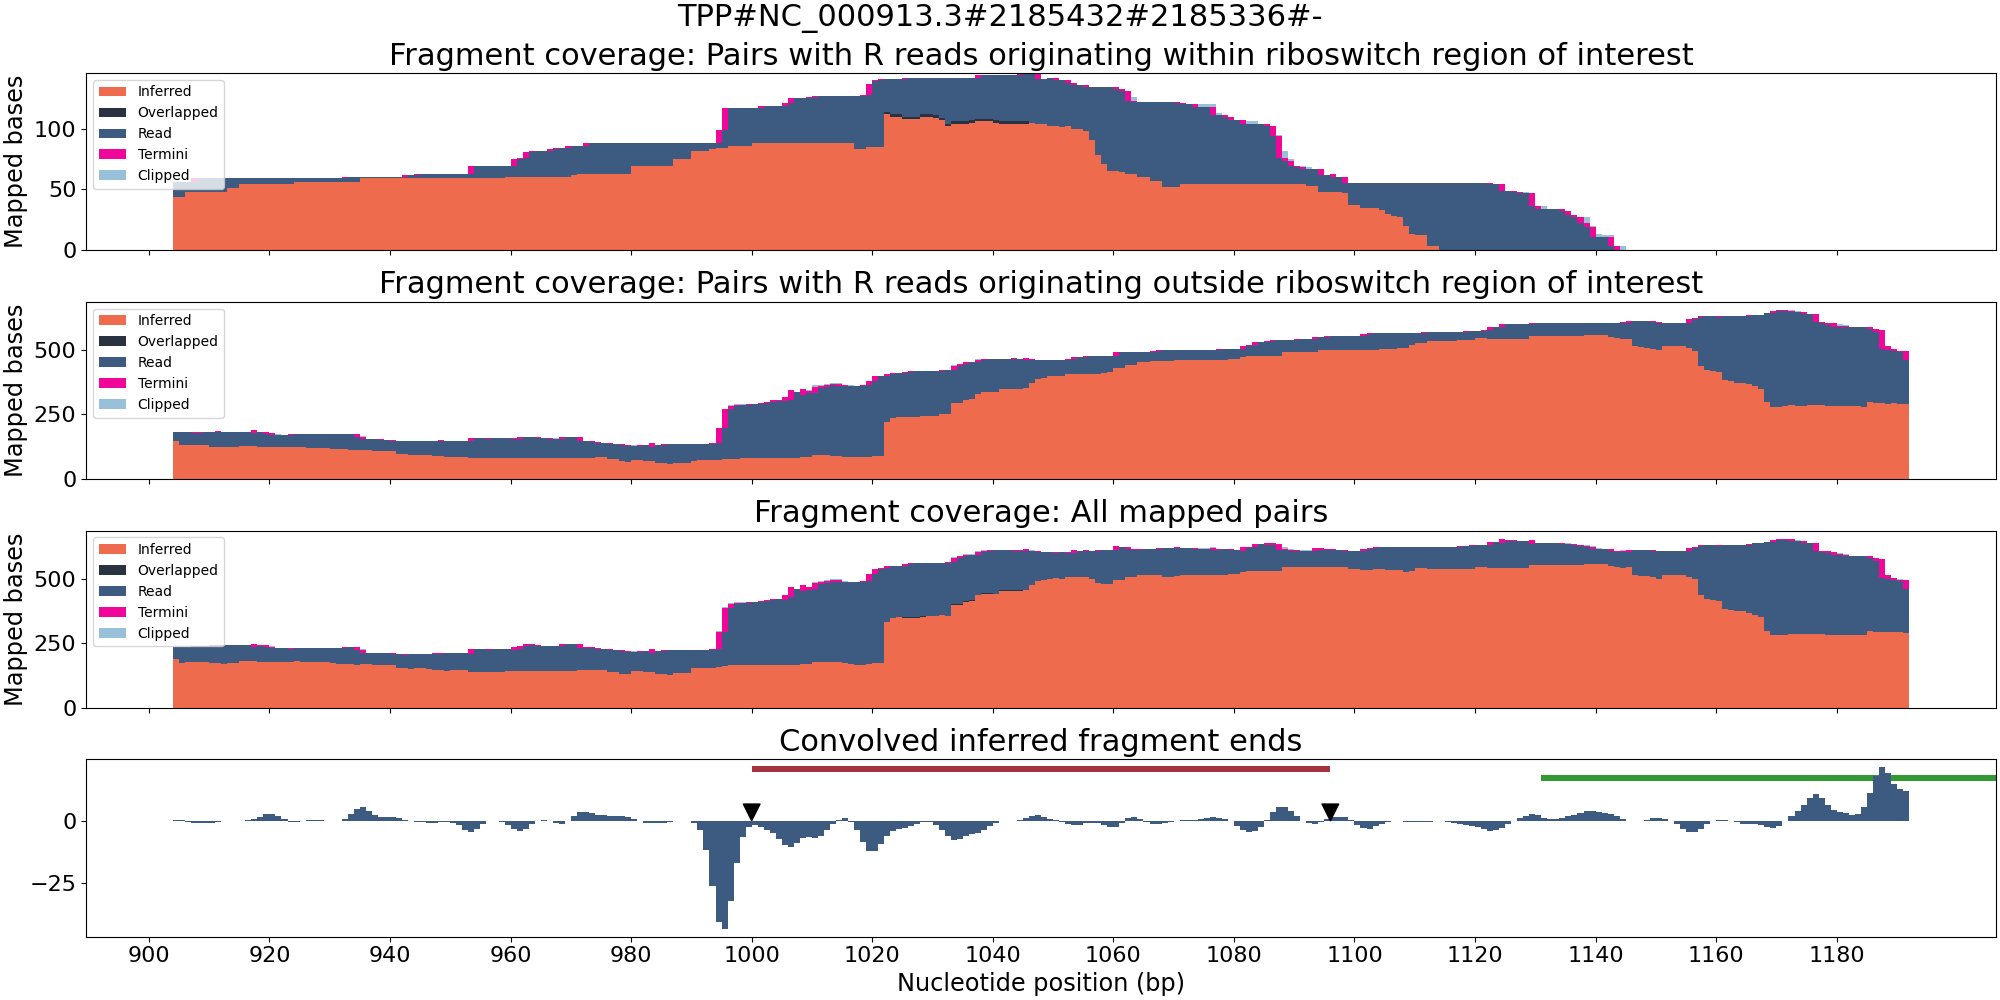 TPP#NC_000913.3#2185432#2185336#-
Fragment coverage: Pairs with R reads originating within riboswitch region of interest
Mapped bases
100
50
0
Inferred
Overlapped
Read
Termini
Clipped
Fragment coverage: Pairs with R reads originating outside riboswitch region of interest
Mapped bases
500
250
0
Inferred
Overlapped
Read
Termini
Clipped
Fragment coverage: All mapped pairs
Mapped bases
500
250
0
Inferred
Overlapped
Read
Termini
Clipped
Convolved inferred fragment ends
0
−25
900 920 940 960 980 1000 1020 1040 1060 1080 1100 1120 1140 1160 1180
Nucleotide position (bp)